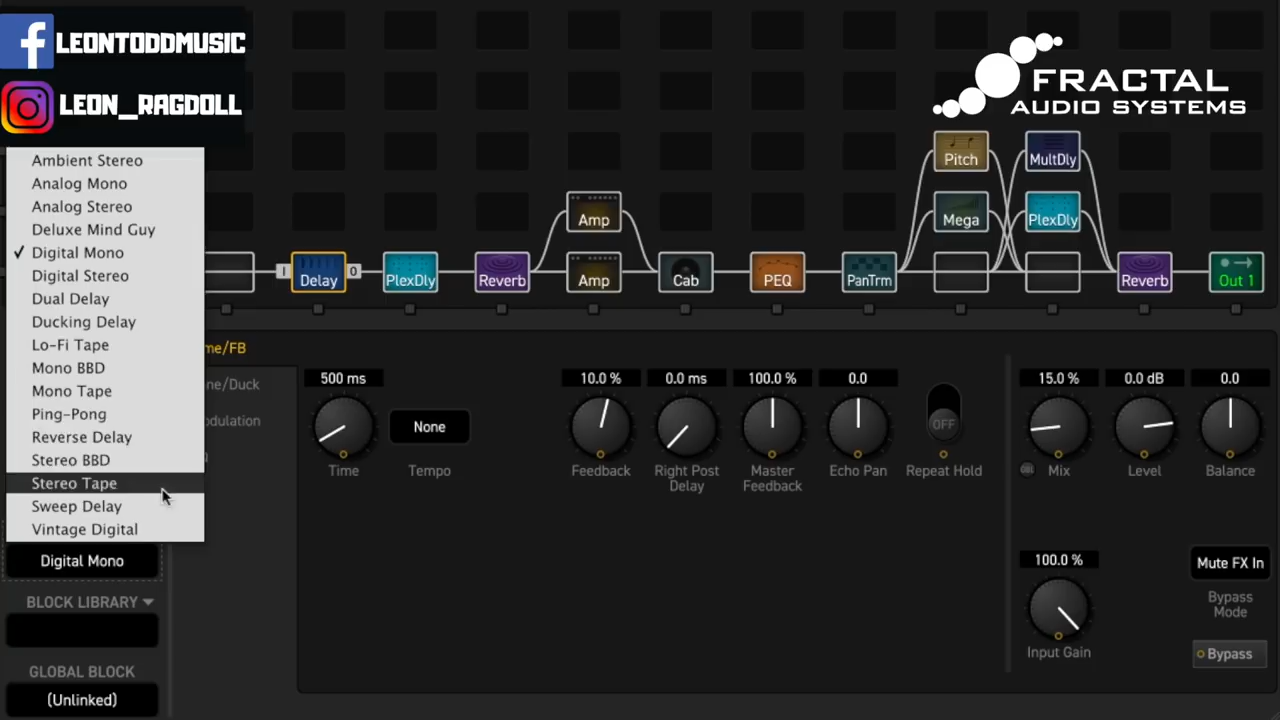 LEONTODDMUSIC
LEON_RAGDOLL
FRACTAL
AUDIO SYSTEMS
Ambient Stereo
Analog Mono
Analog Stereo
Deluxe Mind Guy
✓ Digital Mono
Digital Stereo
Dual Delay
Ducking Delay
Lo-Fi Tape
Mono BBD
Mono Tape
Ping-Pong
Reverse Delay
Stereo BBD
Stereo Tape
Sweep Delay
Vintage Digital
Digital Mono
BLOCK LIBRARY
GLOBAL BLOCK
(Unlinked)
Pitch MultDly
Amp Mega PlexDly
I Delay O PlexDly Reverb Amp Cab PEQ PanTrm Reverb Out 1
me/FB
ne/Duck
odulation
500 ms 10.0 % 0.0 ms 100.0 % 0.0 15.0 % 0.0 dB 0.0
None OFF
Time Tempo Feedback Right Post Delay Master Feedback Echo Pan Repeat Hold Mix Level Balance
100.0 %
Mute FX In
Input Gain
Bypass Mode
Bypass